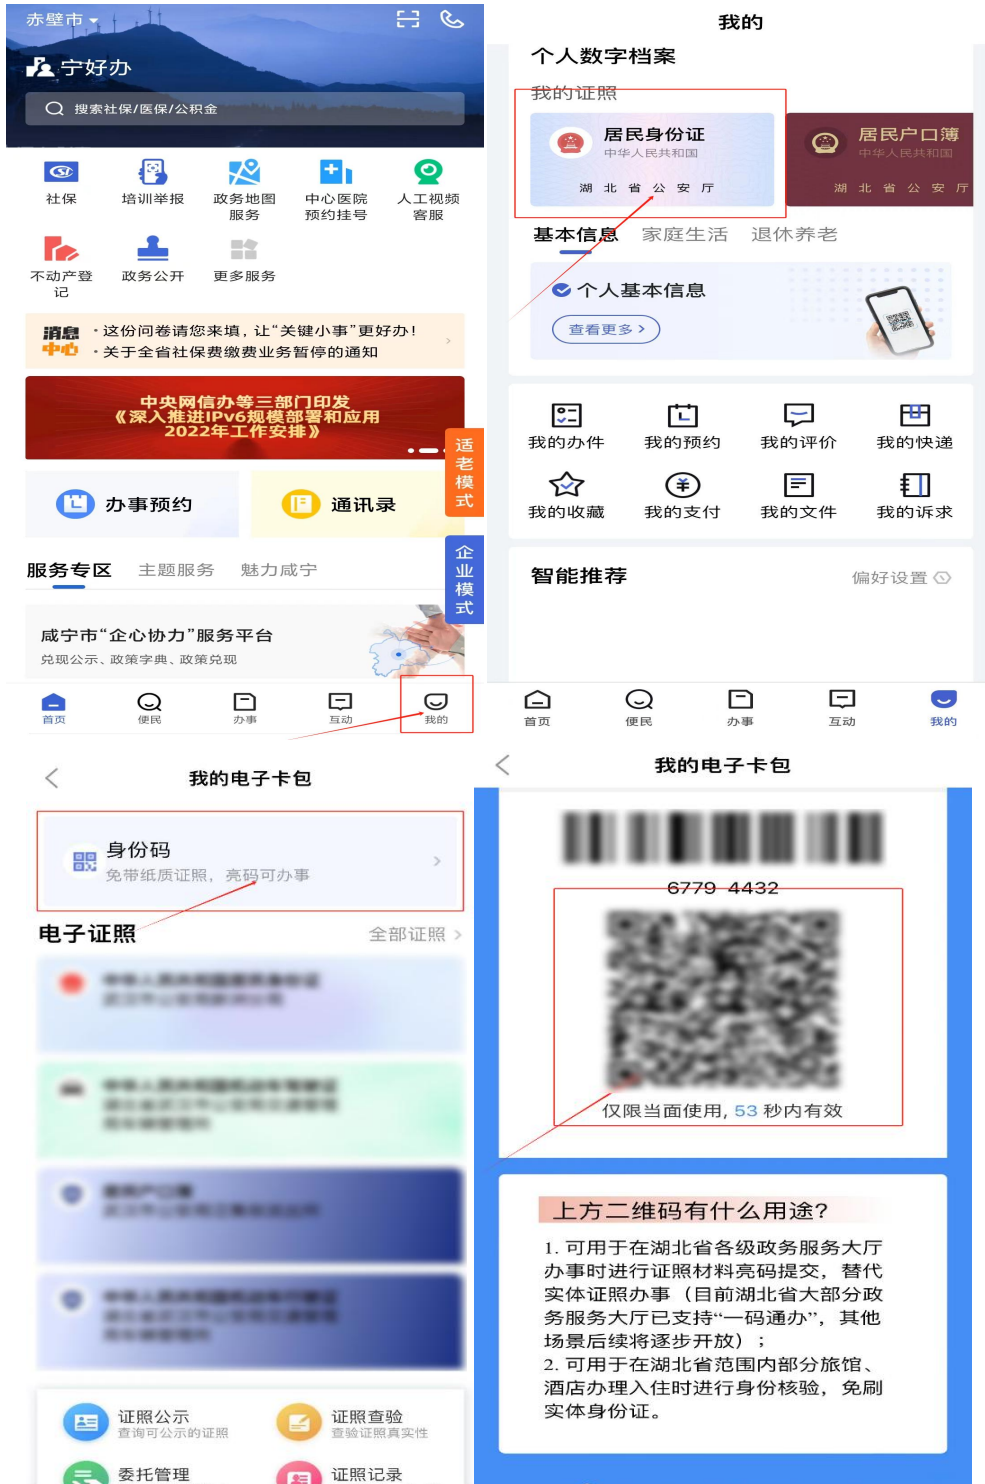 赤壁市
宁好办
搜索社保/医保/公积金
社保
培训举报
政务地图
服务
中心医院
预约挂号
人工视频
客服
不动产登
记
政务公开
更多服务
消息
中心
·这份问卷请您来填，让“关键小事”更好办！
·关于全省社保费缴费业务暂停的通知
中央网信办等三部门印发
《深入推进IPv6规模部署和应用
2022年工作安排》
适老模式
办事预约
通讯录
企业模式
服务专区
主题服务
魅力咸宁
咸宁市“企心协力”服务平台
兑现公示、政策字典、政策兑现
首页
便民
办事
互动
我的
我的
个人数字档案
我的证照
居民身份证
中华人民共和国
湖北省公安厅
居民户口簿
中华人民共和国
湖北省公安厅
基本信息
家庭生活
退休养老
个人基本信息
查看更多>
我的办件
我的预约
我的评价
我的快递
我的收藏
我的支付
我的文件
我的诉求
智能推荐
偏好设置
首页
便民
办事
互动
我的
我的电子卡包
身份码
免带纸质证照，亮码可办事
电子证照
全部证照 >
证照公示
查询可公示的证照
证照查验
查验证照真实性
委托管理
证照记录
我的电子卡包
6779 4432
仅限当面使用, 53 秒内有效
上方二维码有什么用途?
1. 可用于在湖北省各级政务服务大厅
办事时进行证照材料亮码提交，替代
实体证照办事（目前湖北省大部分政
务服务大厅已支持“一码通办”，其他
场景后续将逐步开放）；
2. 可用于在湖北省范围内部分旅馆、
酒店办理入住时进行身份核验，免刷
实体身份证。